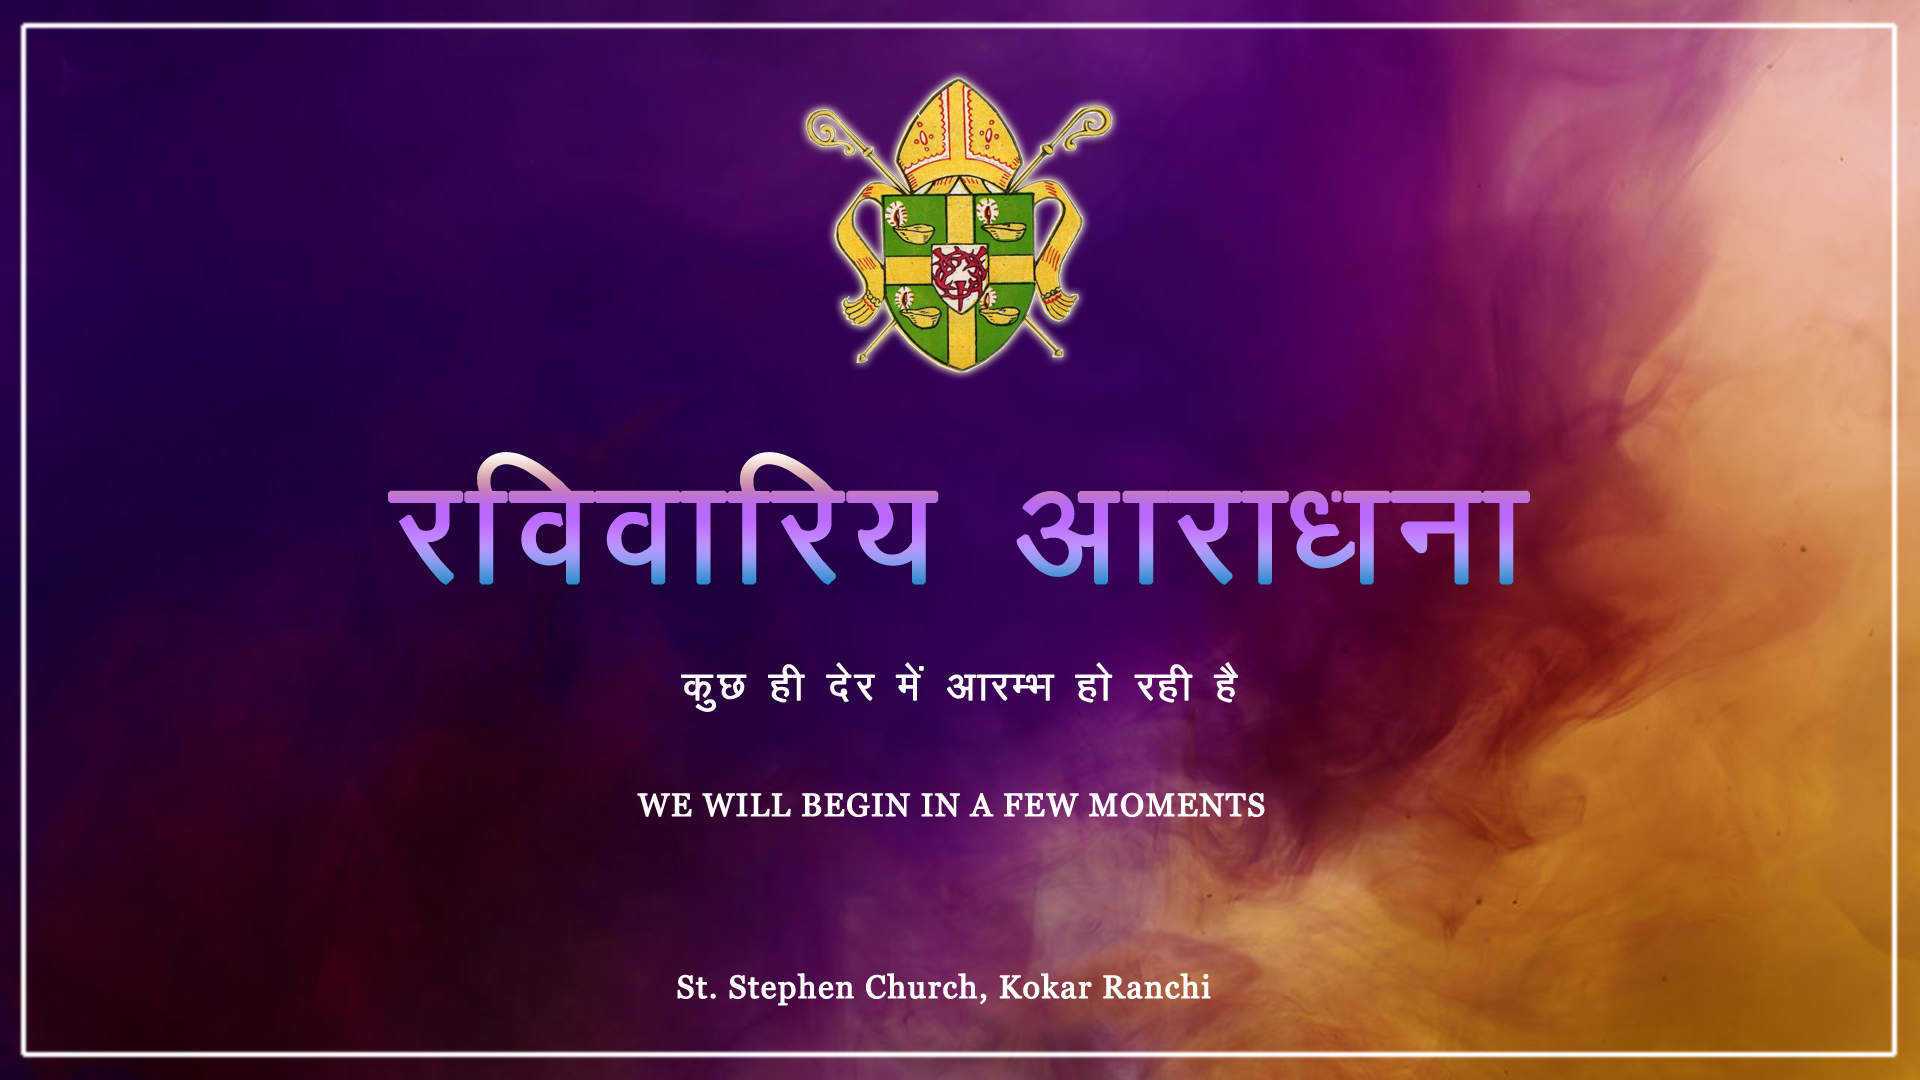 रविवारिय आराधना
कुछ ही देर में आरम्भ हो रही है
WE WILL BEGIN IN A FEW MOMENTS
St. Stephen Church, Kokar Ranchi